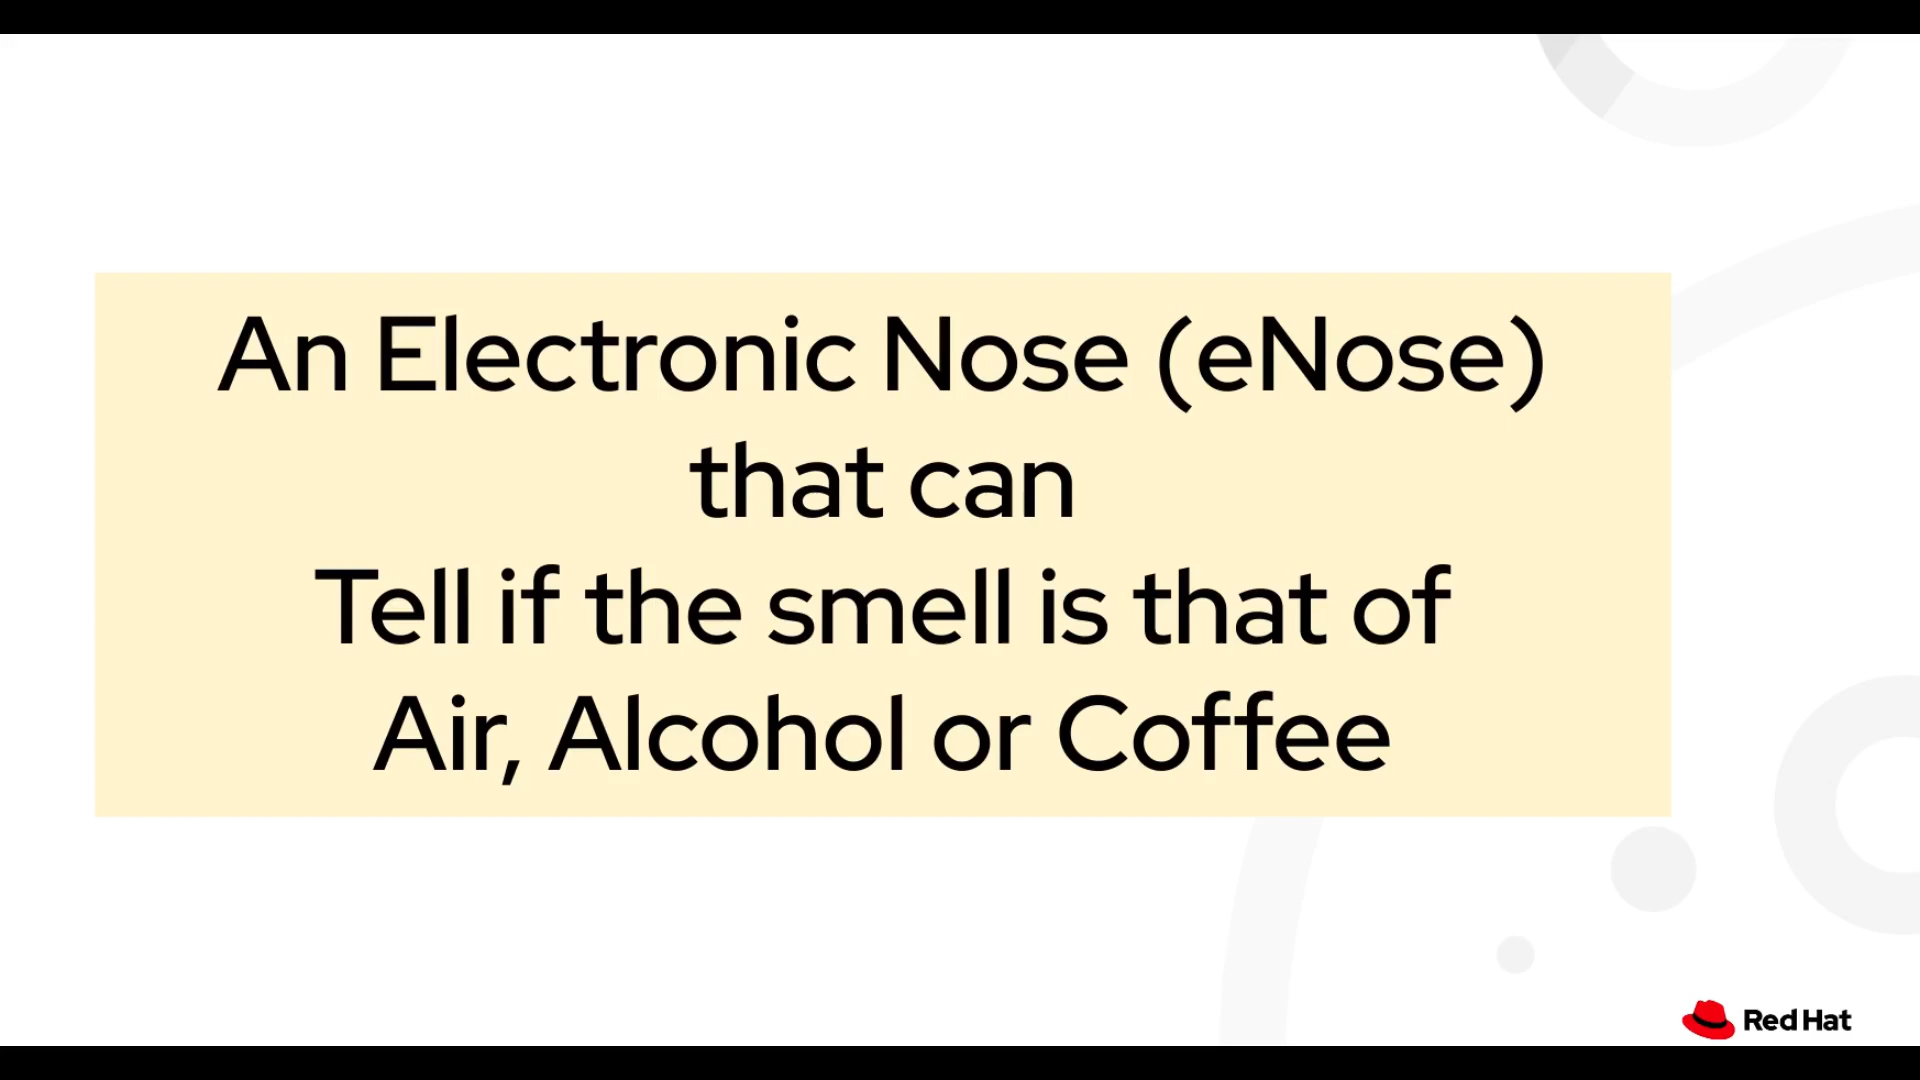 An Electronic Nose (eNose)
that can
Tell if the smell is that of
Air, Alcohol or Coffee
Red Hat